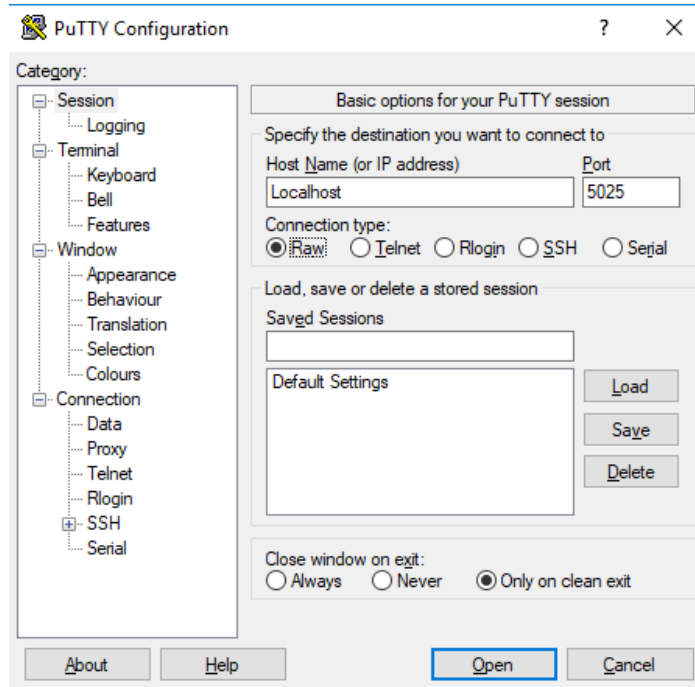 PuTTY Configuration
?
Category:
Session
Logging
Terminal
Keyboard
Bell
Features
Window
Appearance
Behaviour
Translation
Selection
Colours
Connection
Data
Proxy
Telnet
Rlogin
SSH
Serial
Basic options for your PuTTY session
Specify the destination you want to connect to
Host Name (or IP address) Port
Localhost 5025
Connection type:
Raw Telnet Rlogin SSH Serial
Load, save or delete a stored session
Saved Sessions
Default Settings
Load
Save
Delete
Close window on exit:
Always Never Only on clean exit
About Help Open Cancel